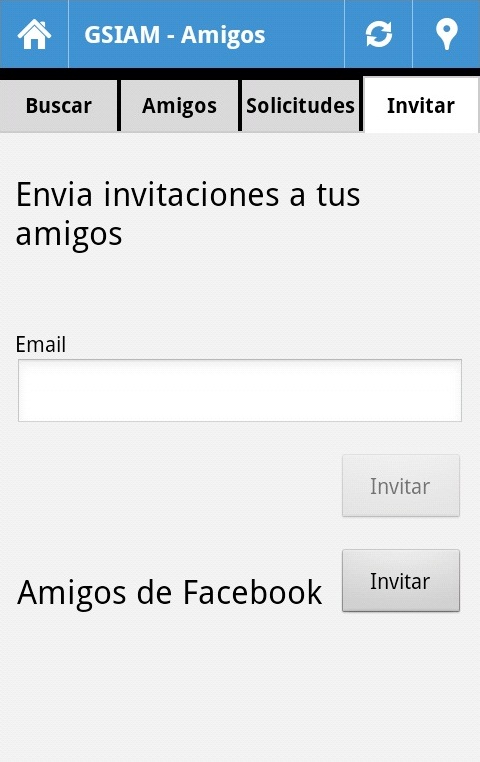 GSIAM - Amigos
Buscar Amigos Solicitudes Invitar
Envia invitaciones a tus
amigos
Email
Invitar
Amigos de Facebook Invitar